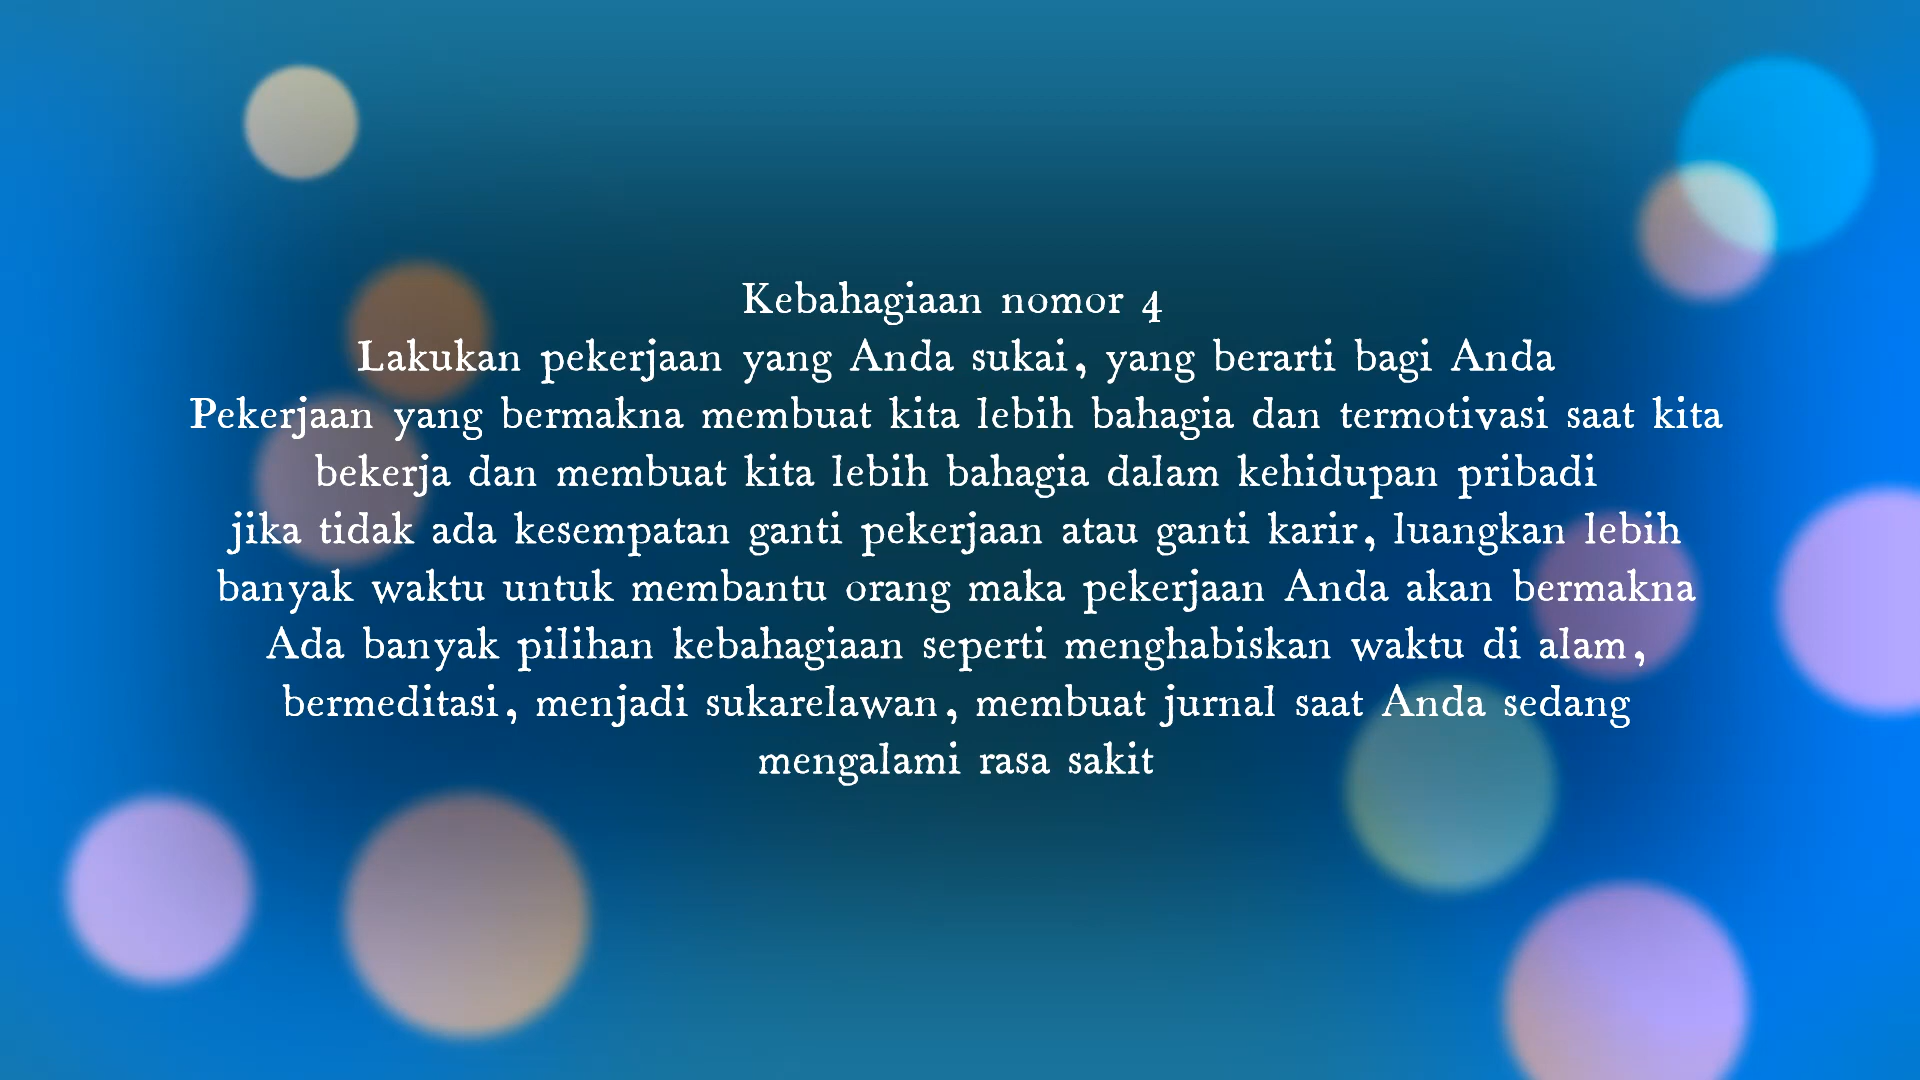 Kebahagiaan nomor 4
Lakukan pekerjaan yang Anda sukai, yang berarti bagi Anda
Pekerjaan yang bermakna membuat kita lebih bahagia dan termotivasi saat kita
bekerja dan membuat kita lebih bahagia dalam kehidupan pribadi
jika tidak ada kesempatan ganti pekerjaan atau ganti karir, luangkan lebih
banyak waktu untuk membantu orang maka pekerjaan Anda akan bermakna
Ada banyak pilihan kebahagiaan seperti menghabiskan waktu di alam,
bermeditasi, menjadi sukarelawan, membuat jurnal saat Anda sedang
mengalami rasa sakit